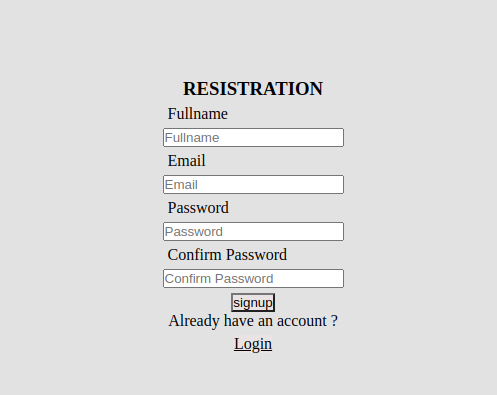 RESISTRATION
Fullname
Fullname
Email
Email
Password
Password
Confirm Password
Confirm Password
signup
Already have an account ?
Login